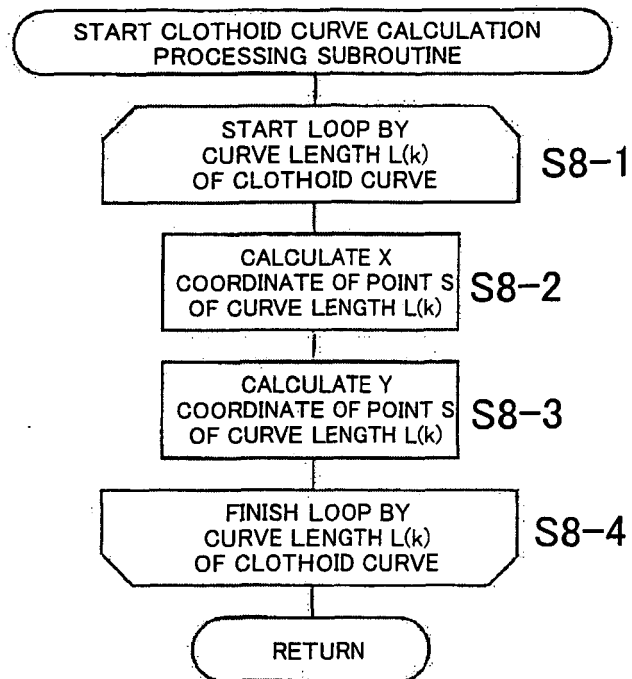 START CLOTHOID CURVE CALCULATION
PROCESSING SUBROUTINE
START LOOP BY
CURVE LENGTH L(k)
OF CLOTHOID CURVE
S8-1
CALCULATE X
COORDINATE OF POINT S
OF CURVE LENGTH L(k)
S8-2
CALCULATE Y
COORDINATE OF POINT S
OF CURVE LENGTH L(k)
S8-3
FINISH LOOP BY
CURVE LENGTH L(k)
OF CLOTHOID CURVE
S8-4
RETURN